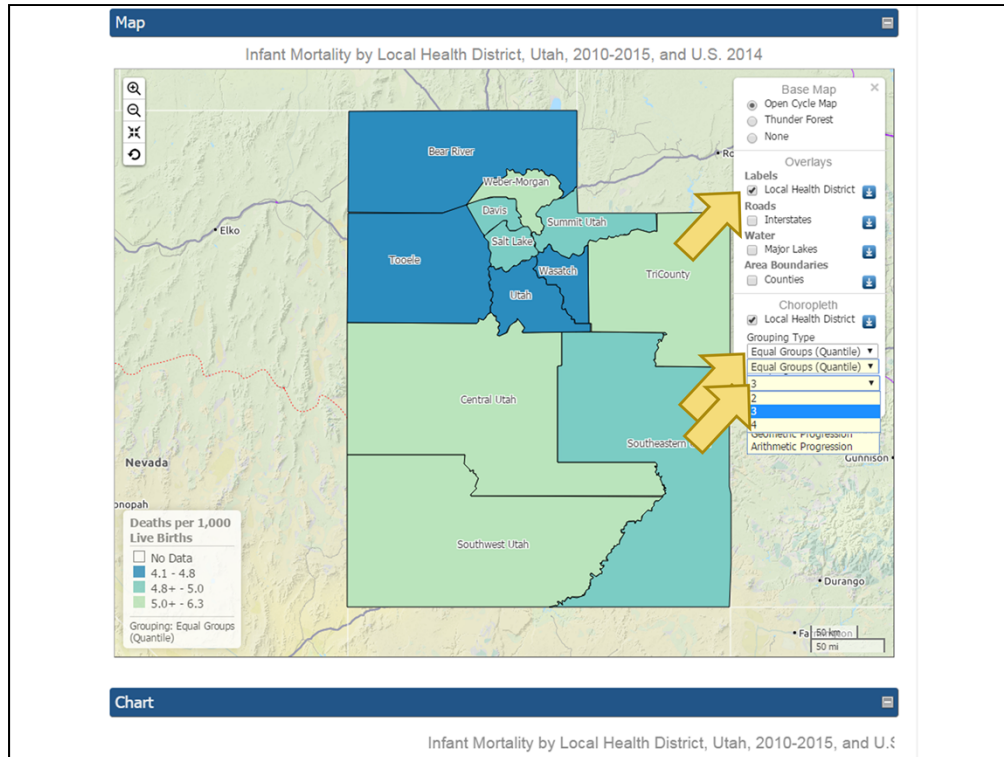 Map
Infant Mortality by Local Health District, Utah, 2010-2015, and U.S. 2014
Base Map
Open Cycle Map
Thunder Forest
None
Overlays
Labels
Local Health District
Roads
Interstates
Water
Major Lakes
Area Boundaries
Counties
Choropleth
Local Health District
Grouping Type
Equal Groups (Quantile)
Equal Groups (Quantile)
3
2
3
4
Geometric Progression
Arithmetic Progression
Bear River
Weber-Morgan
Davis
Summit Utah
Salt Lake
Tooele
Wasatch
TriCounty
Utah
Elko
Central Utah
Southeastern
Nevada
Gunnison
onopah
Southwest Utah
Durango
50 km
50 mi
Deaths per 1,000
Live Births
No Data
4.1 - 4.8
4.8+ - 5.0
5.0+ - 6.3
Grouping: Equal Groups
(Quantile)
Chart
Infant Mortality by Local Health District, Utah, 2010-2015, and U.S